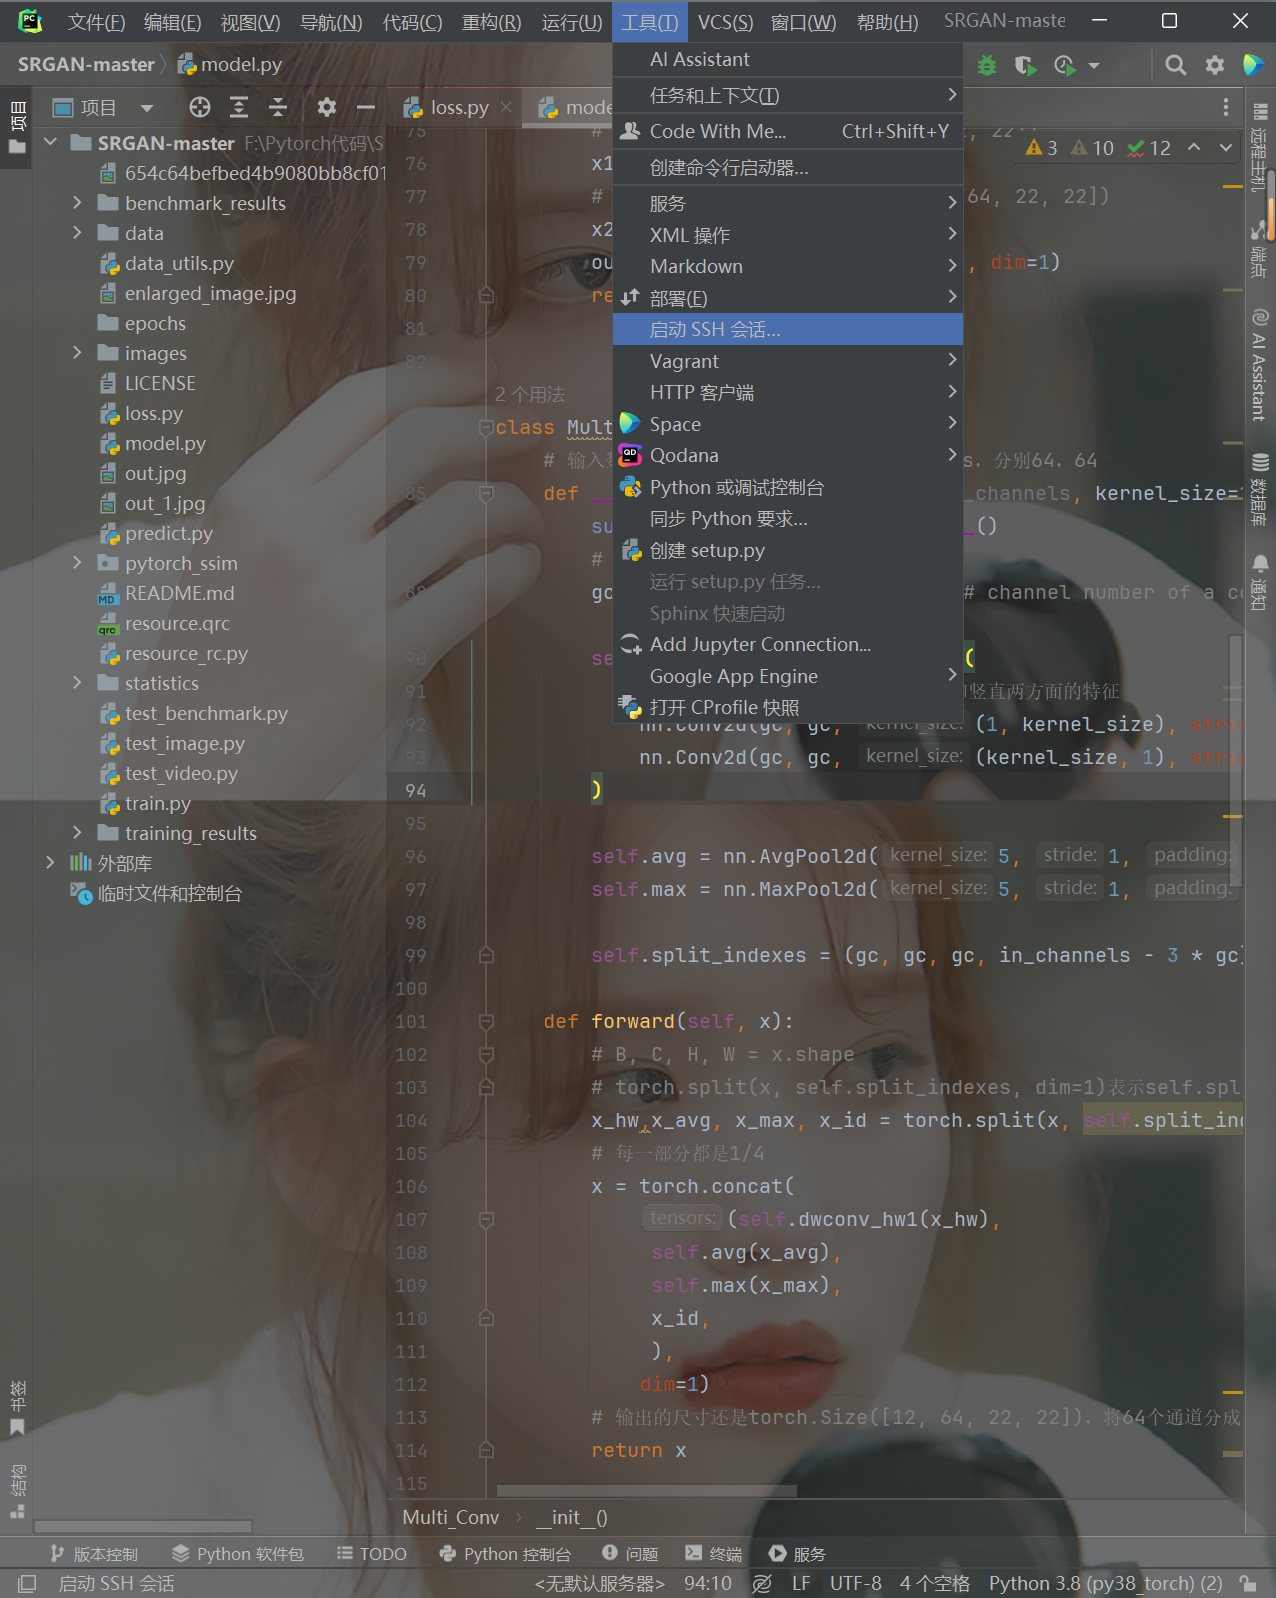 文件(F) 编辑(E) 视图(V) 导航(N) 代码(C) 重构(R) 运行(U) 工具(T) VCS(S) 窗口(W) 帮助(H) SRGAN-maste
SRGAN-master model.py
项目
loss.py
mode
项目
SRGAN-master F:\Pytorch代码\S
654c64befbed4b9080bb8cf01
benchmark_results
data
data_utils.py
enlarged_image.jpg
epochs
images
LICENSE
loss.py
model.py
out.jpg
out_1.jpg
predict.py
pytorch_ssim
README.md
resource.qrc
resource_rc.py
statistics
test_benchmark.py
test_image.py
test_video.py
train.py
training_results
外部库
临时文件和控制台
AI Assistant
任务和上下文(T)
Code With Me... Ctrl+Shift+Y
创建命令行启动器...
服务
XML 操作
Markdown
部署(E)
启动 SSH 会话...
Vagrant
HTTP 客户端
Space
Qodana
Python 或调试控制台
同步 Python 要求...
创建 setup.py
运行 setup.py 任务...
Sphinx 快速启动
Add Jupyter Connection...
Google App Engine
打开 CProfile 快照
3 10 12
75 #
76 x1
77 # 64, 22, 22])
78 x2
79 ou , dim=1)
80 re
81
82
2 个用法
class Mult
# 输入 s, 分别64, 64
85 def _channels, kernel_size=
su _()
#
gc # channel number of a co
90 se (
91 竖直两方面的特征
92 nn.Conv2d(gc, gc, kernel_size: (1, kernel_size), stri
93 nn.Conv2d(gc, gc, kernel_size: (kernel_size, 1), stri
94 )
95
96 self.avg = nn.AvgPool2d( kernel_size: 5, stride: 1, padding:
97 self.max = nn.MaxPool2d( kernel_size: 5, stride: 1, padding:
98
99 self.split_indexes = (gc, gc, gc, in_channels - 3 * gc)
100
101 def forward(self, x):
102 # B, C, H, W = x.shape
103 # torch.split(x, self.split_indexes, dim=1)表示self.spl
104 x_hw,x_avg, x_max, x_id = torch.split(x, self.split_ind
105 # 每一部分都是1/4
106 x = torch.concat(
107 tensors: (self.dwconv_hw1(x_hw),
108 self.avg(x_avg),
109 self.max(x_max),
110 x_id,
111 ),
112 dim=1)
113 # 输出的尺寸还是torch.Size([12, 64, 22, 22]), 将64个通道分成
114 return x
115
远程主机
端点
AI Assistant
数据库
通知
书签
结构
Multi_Conv __init__()
版本控制 Python 软件包 TODO Python 控制台 问题 终端 服务
启动 SSH 会话 <无默认服务器> 94:10 LF UTF-8 4 个空格 Python 3.8 (py38_torch) (2)